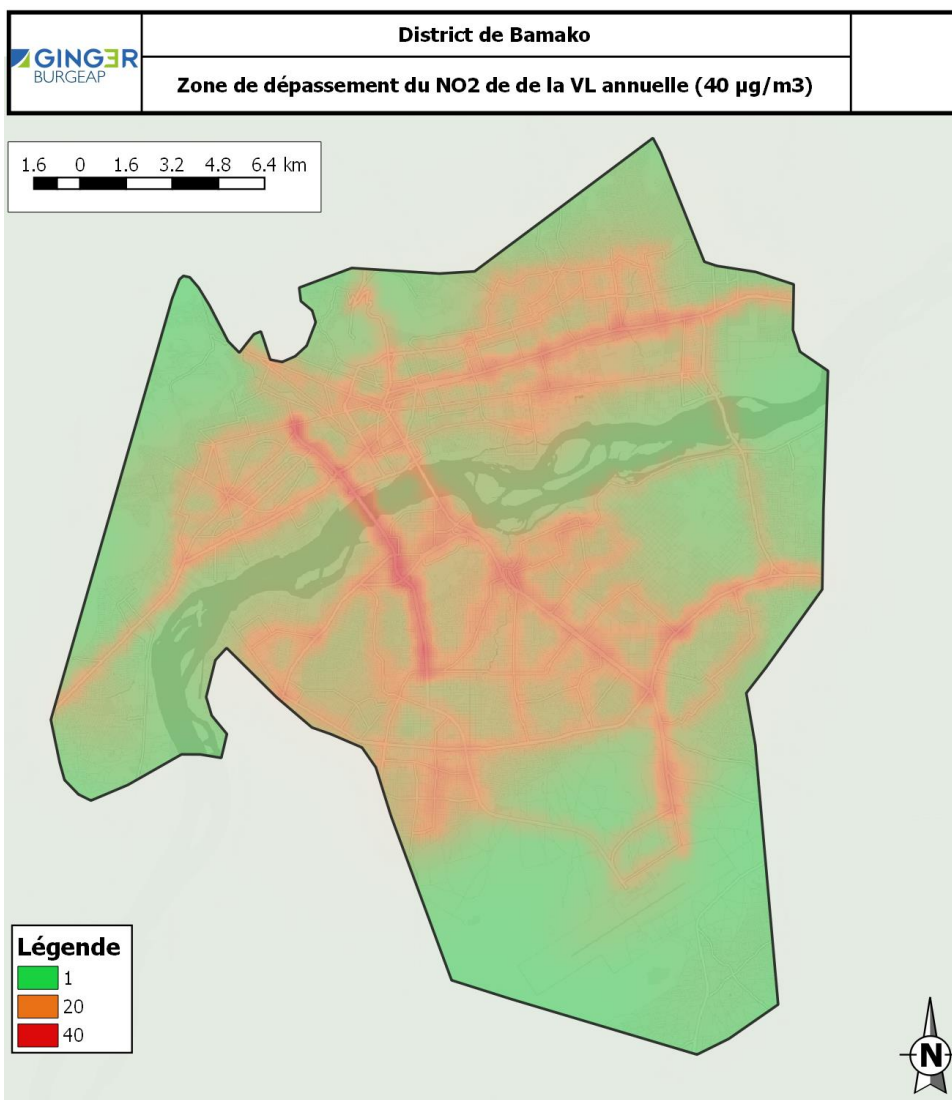 GINGER
BURGEAP
District de Bamako
Zone de dépassement du NO2 de de la VL annuelle (40 µg/m3)
1.6 0 1.6 3.2 4.8 6.4 km
Légende
1
20
40
N